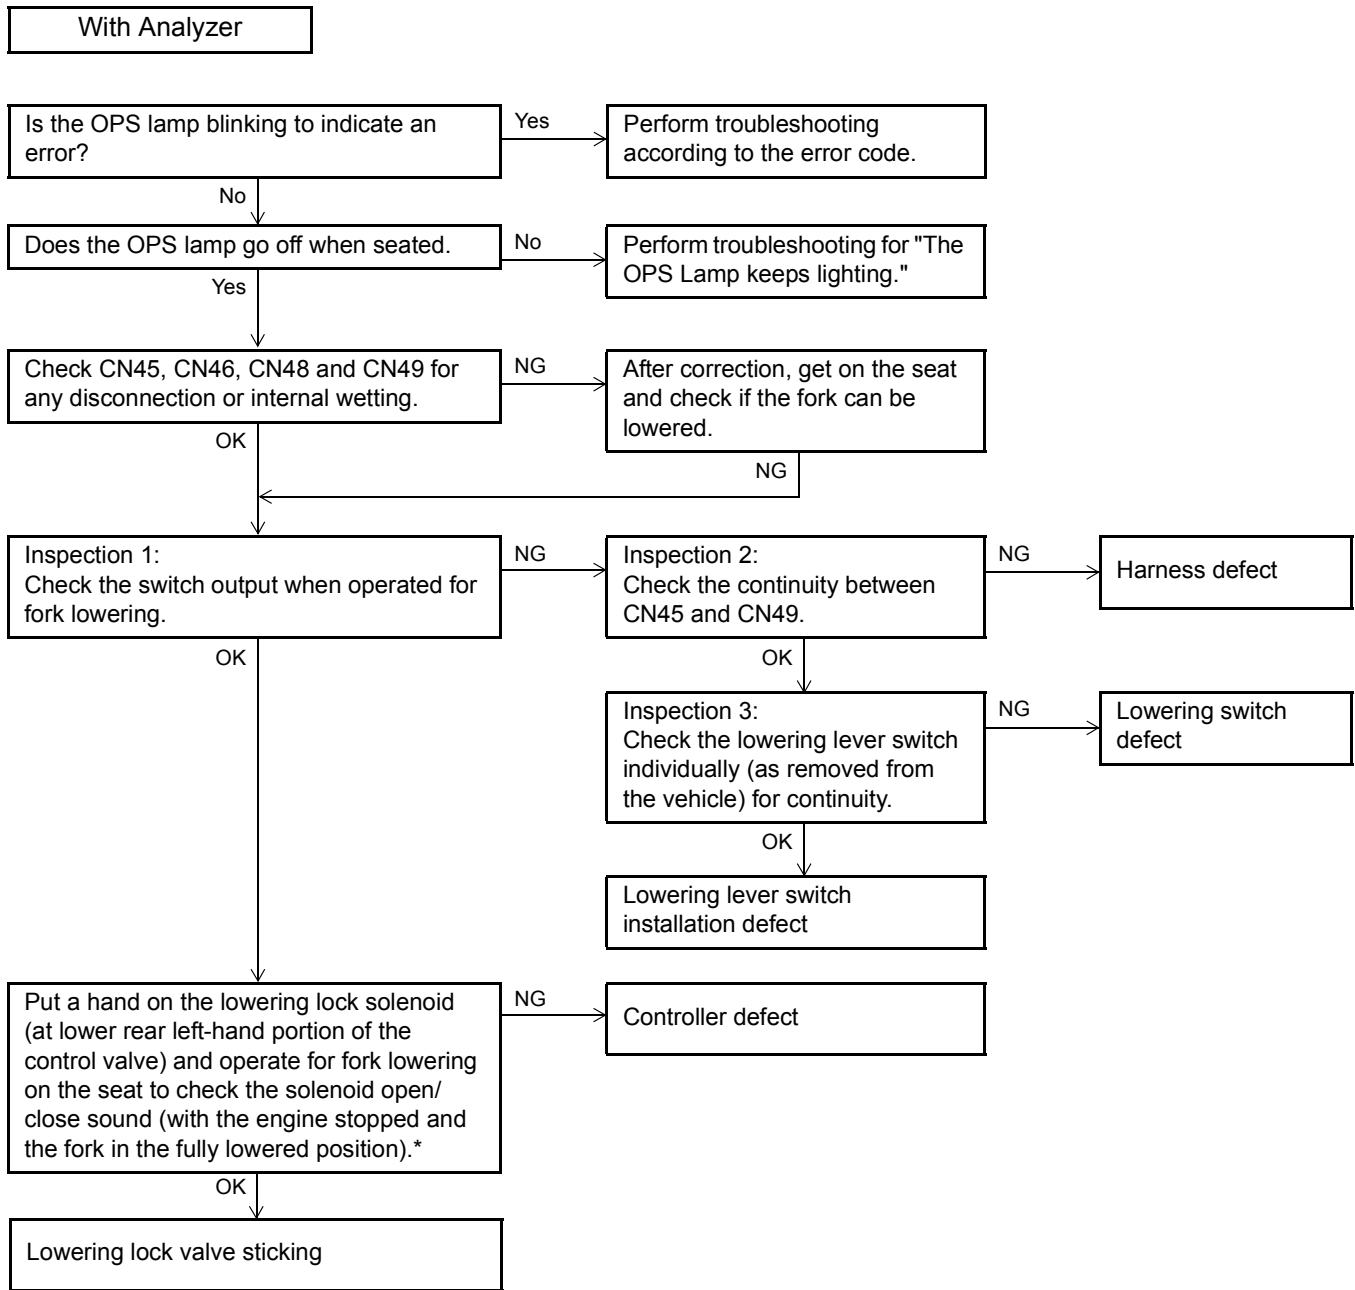 With Analyzer
Is the OPS lamp blinking to indicate an
error?
Yes
Perform troubleshooting
according to the error code.
No
Does the OPS lamp go off when seated.
No
Perform troubleshooting for "The
OPS Lamp keeps lighting."
Yes
Check CN45, CN46, CN48 and CN49 for
any disconnection or internal wetting.
NG
After correction, get on the seat
and check if the fork can be
lowered.
OK
NG
Inspection 1:
Check the switch output when operated for
fork lowering.
NG
Inspection 2:
Check the continuity between
CN45 and CN49.
NG
Harness defect
OK
OK
Inspection 3:
Check the lowering lever switch
individually (as removed from
the vehicle) for continuity.
NG
Lowering switch
defect
OK
Lowering lever switch
installation defect
Put a hand on the lowering lock solenoid
(at lower rear left-hand portion of the
control valve) and operate for fork lowering
on the seat to check the solenoid open/
close sound (with the engine stopped and
the fork in the fully lowered position).*
NG
Controller defect
OK
Lowering lock valve sticking